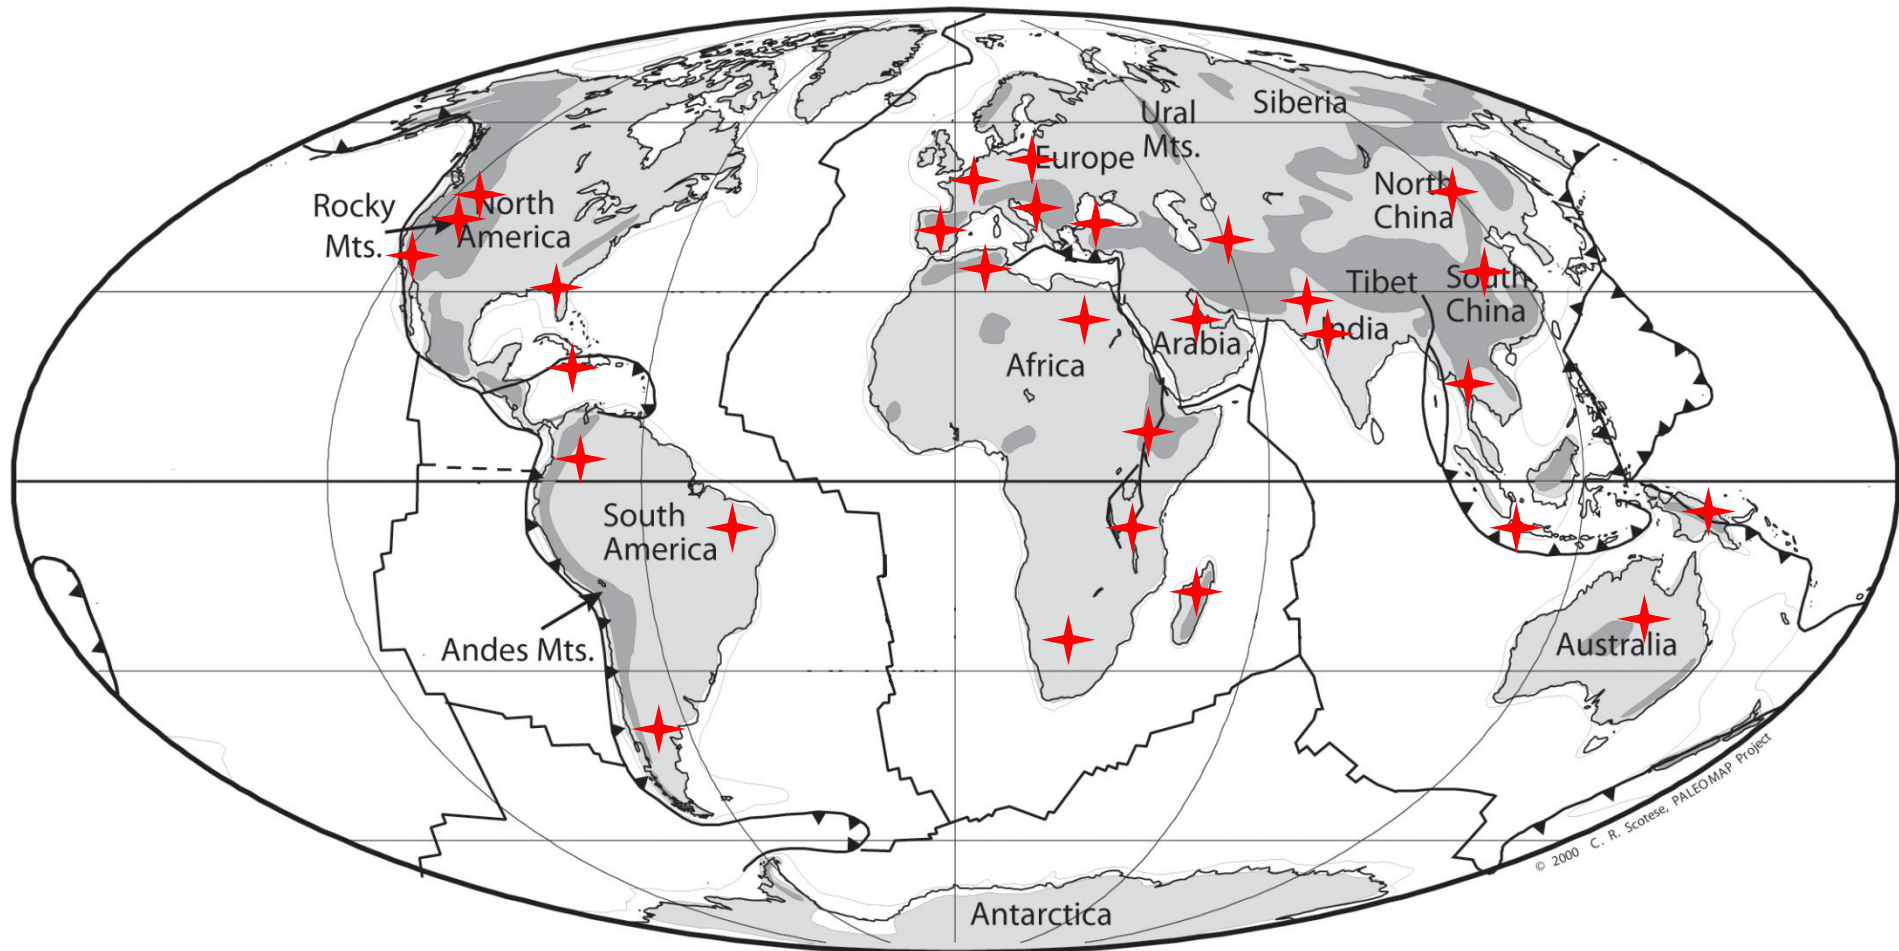 Siberia
Ural
Mts.
Europe
North
China
Rocky
Mts.
North
America
Tibet
South
China
India
Arabia
Africa
South
America
Andes Mts.
Australia
Antarctica
© 2000 C. R. Scotese, PALEOMAP Project